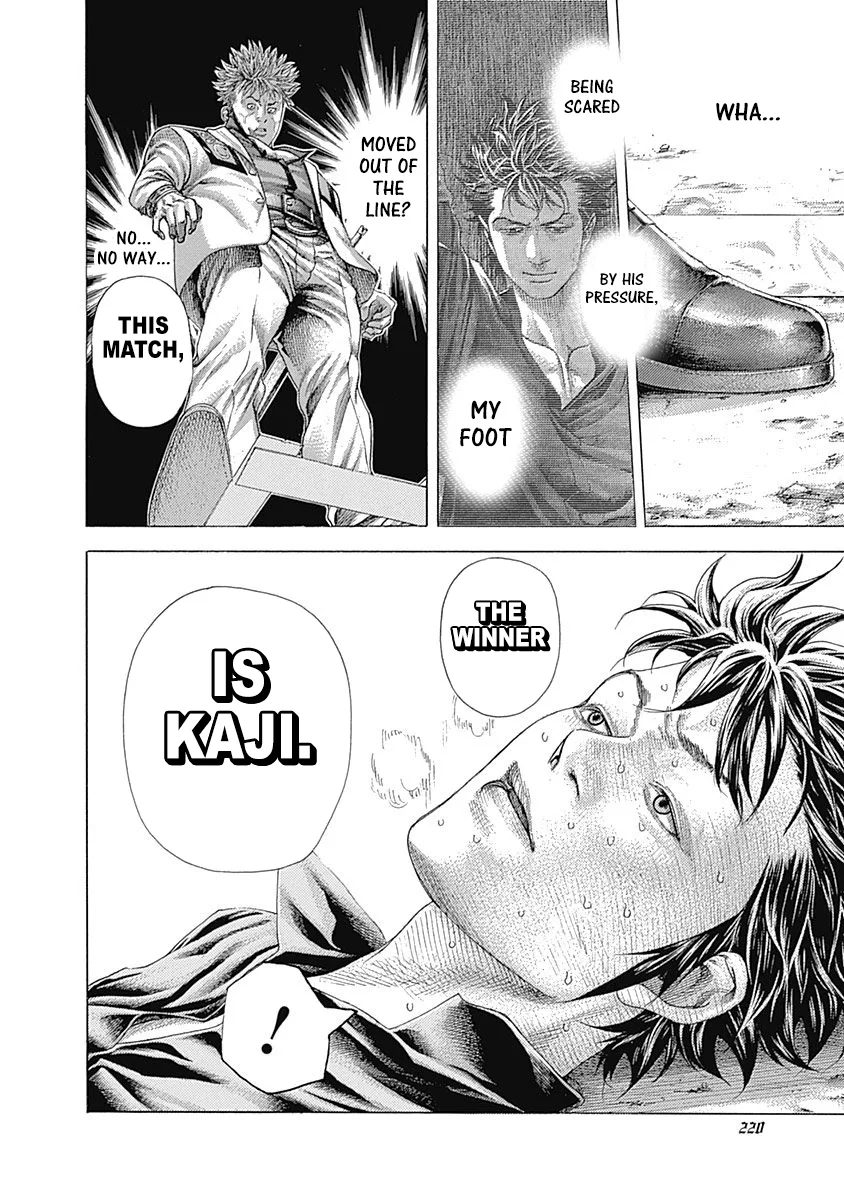 WHA...
BEING
SCARED
BY HIS
PRESSURE,
MY
FOOT
MOVED
OUT OF
THE
LINE?
NO...
NO WAY...
THIS
MATCH,
THE
WINNER
IS
KAJI.
!
220